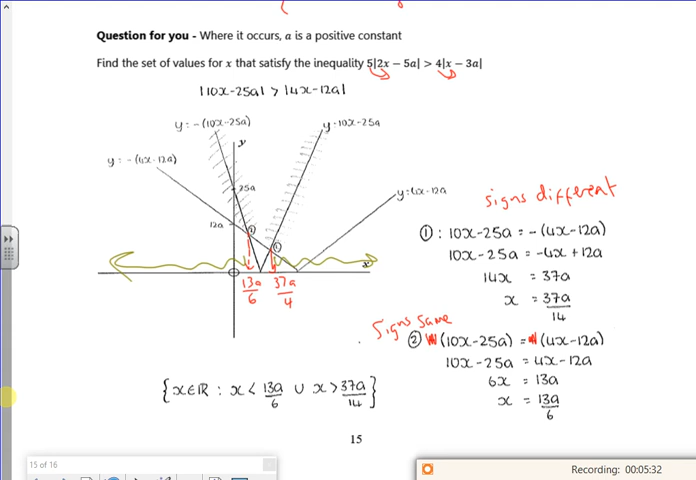 Question for you - Where it occurs, a is a positive constant
Find the set of values for x that satisfy the inequality 5|2x − 5a| > 4|x − 3a|
|10x-25a| > |4x-12a|
y=-(10x-25a)
y=10x-25a
y=-(4x-12a)
y
25a
y=4x-12a
12a
①
①
x
13a/6
37a/4
signs different
①: 10x-25a = -(4x-12a)
10x-25a = -4x+12a
14x = 37a
x = 37a/14
Signs same
② (10x-25a) = (4x-12a)
10x-25a = 4x-12a
6x = 13a
x = 13a/6
{x∈ℝ : x < 13a/6 ∪ x > 37a/14}
15
15 of 16
Recording: 00:05:32